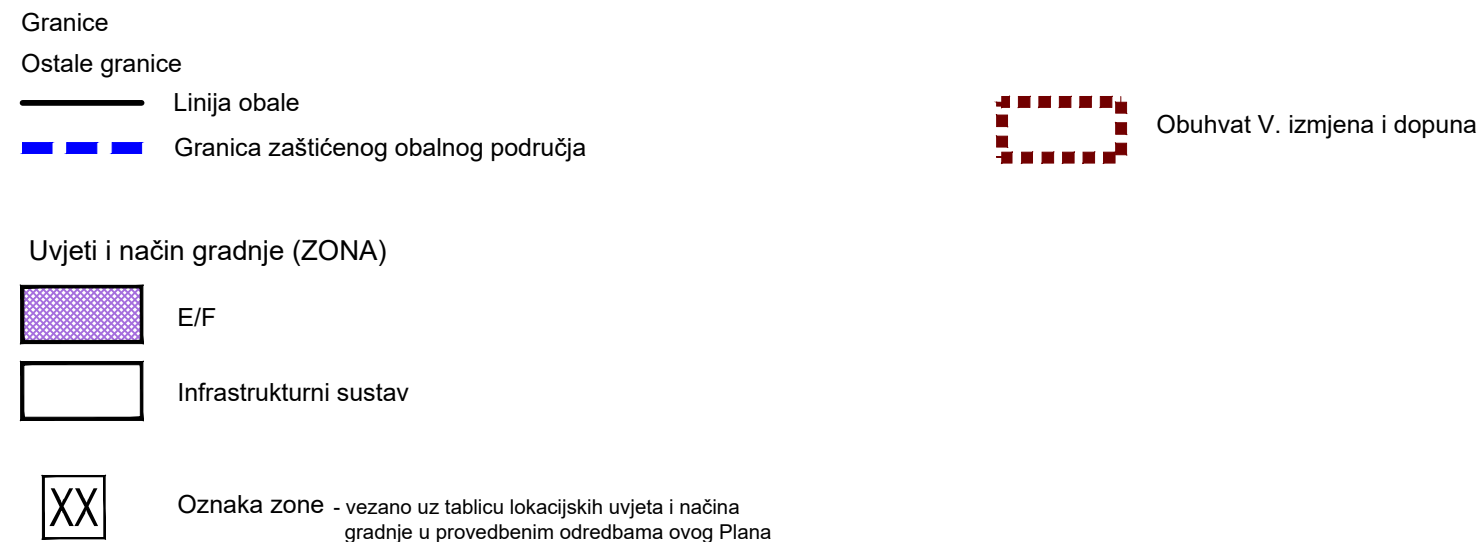 Granice
Ostale granice
Linija obale
Granica zaštićenog obalnog područja
Obuhvat V. izmjena i dopuna
Uvjeti i način gradnje (ZONA)
E/F
Infrastrukturni sustav
XX
Oznaka zone - vezano uz tablicu lokacijskih uvjeta i načina
gradnje u provedbenim odredbama ovog Plana